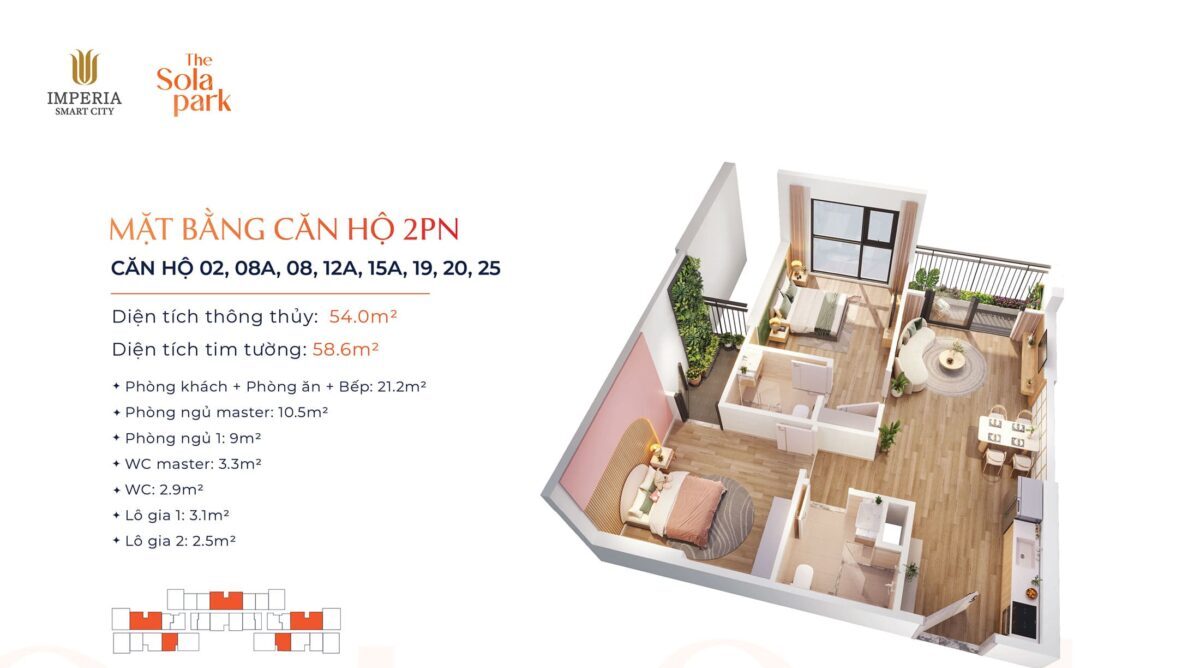 IMPERIA
SMART CITY
The
Sola
park
MẶT BẰNG CĂN HỘ 2PN
CĂN HỘ 02, 08A, 08, 12A, 15A, 19, 20, 25
Diện tích thông thủy: 54.0m²
Diện tích tim tường: 58.6m²
Phòng khách + Phòng ăn + Bếp: 21.2m²
Phòng ngủ master: 10.5m²
Phòng ngủ 1: 9m²
WC master: 3.3m²
WC: 2.9m²
Lô gia 1: 3.1m²
Lô gia 2: 2.5m²